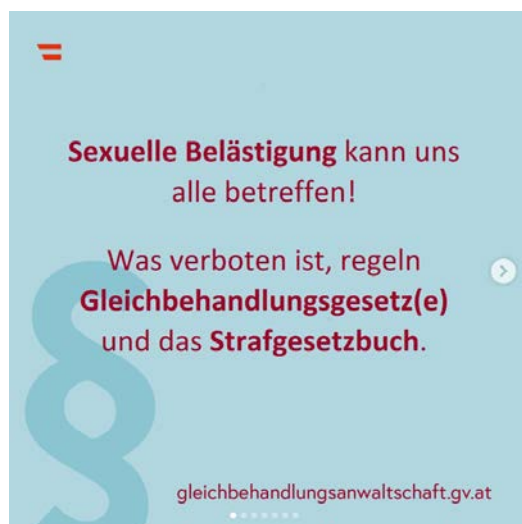 Sexuelle Belästigung kann uns
alle betreffen!
Was verboten ist, regeln
Gleichbehandlungsgesetz(e)
und das Strafgesetzbuch.
§
gleichbehandlungsanwaltschaft.gv.at